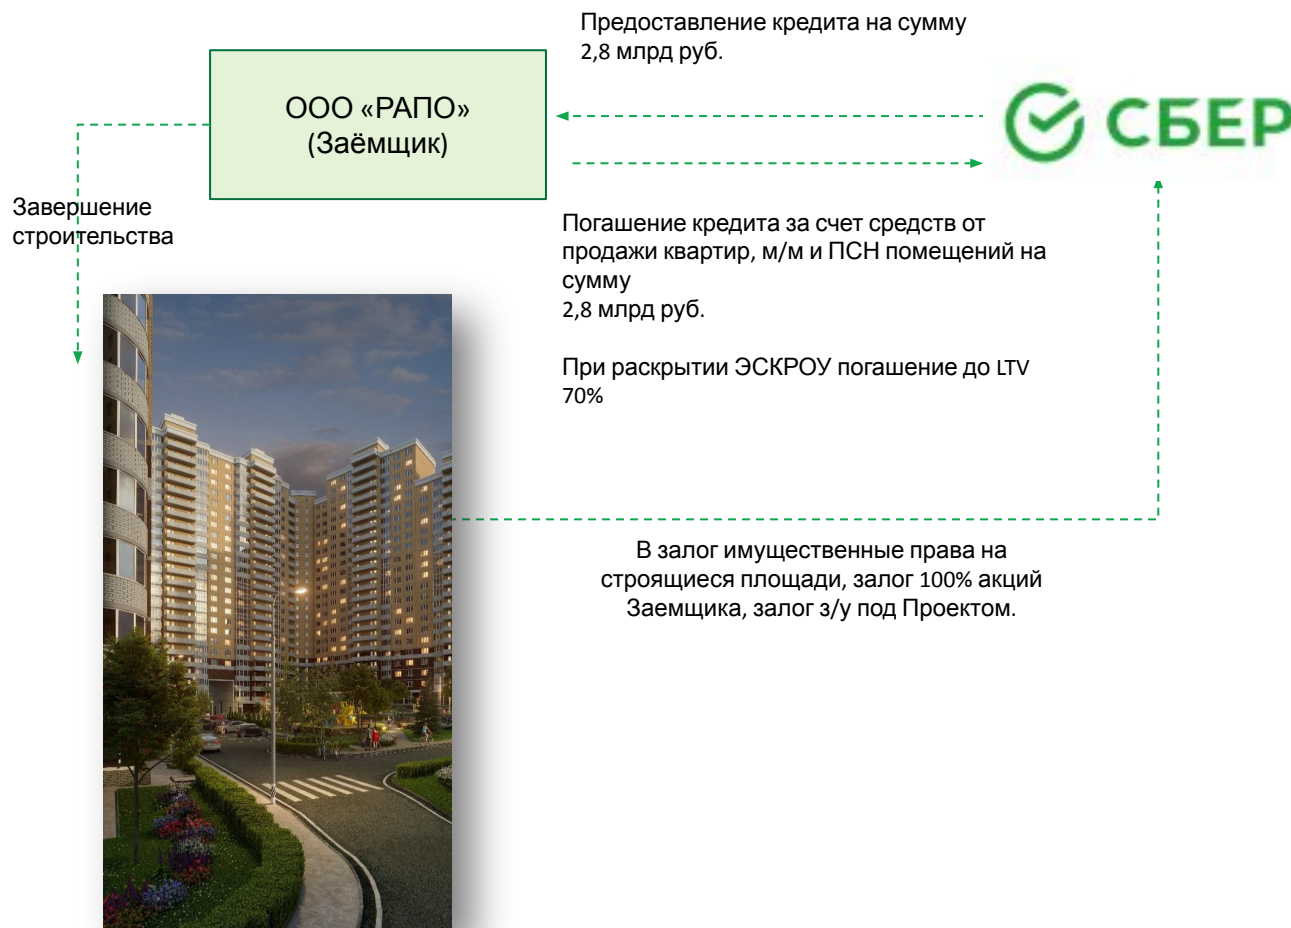 Предоставление кредита на сумму
2,8 млрд руб.
ООО «РАПО»
(Заёмщик)
СБЕР
Завершение
строительства
Погашение кредита за счет средств от
продажи квартир, м/м и ПСН помещений на
сумму
2,8 млрд руб.
При раскрытии ЭСКРОУ погашение до LTV
70%
В залог имущественные права на
строящиеся площади, залог 100% акций
Заемщика, залог з/у под Проектом.